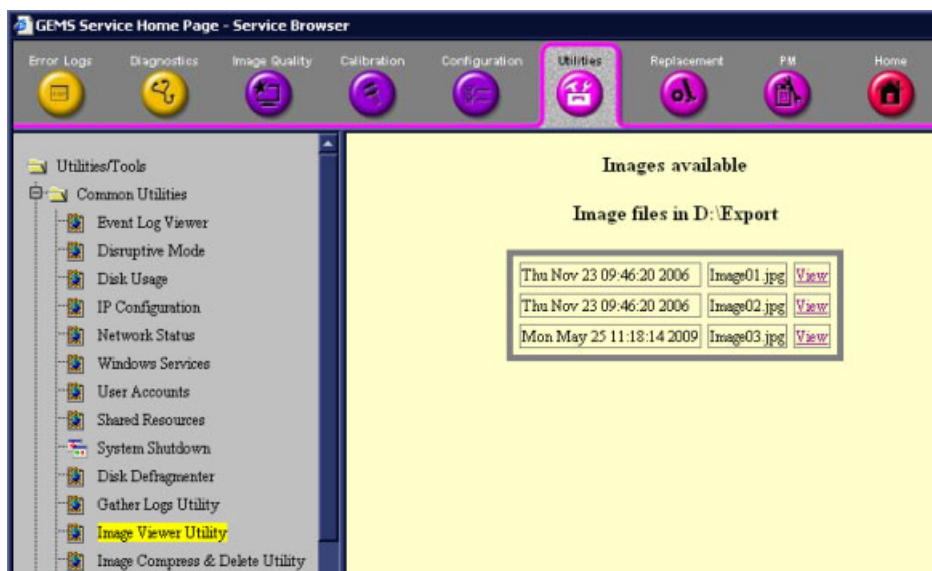 GEMS Service Home Page - Service Browser
Error Logs Diagnostics Image Quality Calibration Configuration Utilities Replacement PM Home
Utilities/Tools
Common Utilities
Event Log Viewer
Disruptive Mode
Disk Usage
IP Configuration
Network Status
Windows Services
User Accounts
Shared Resources
System Shutdown
Disk Defragmenter
Gather Logs Utility
Image Viewer Utility
Image Compress & Delete Utility
Images available
Image files in D:\Export
Thu Nov 23 09:46:20 2006 Image01.jpg View
Thu Nov 23 09:46:20 2006 Image02.jpg View
Mon May 25 11:18:14 2009 Image03.jpg View